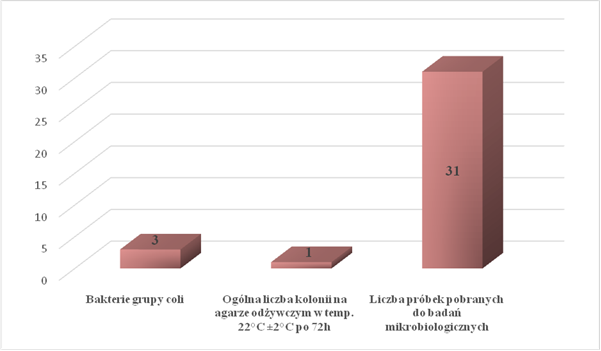 35
30
25
20
15
10
5
0
3
1
31
Bakterie grupy coli
Ogólna liczba kolonii na
agarze odżywczym w temp.
22°C ±2°C po 72h
Liczba próbek pobranych
do badań
mikrobiologicznych